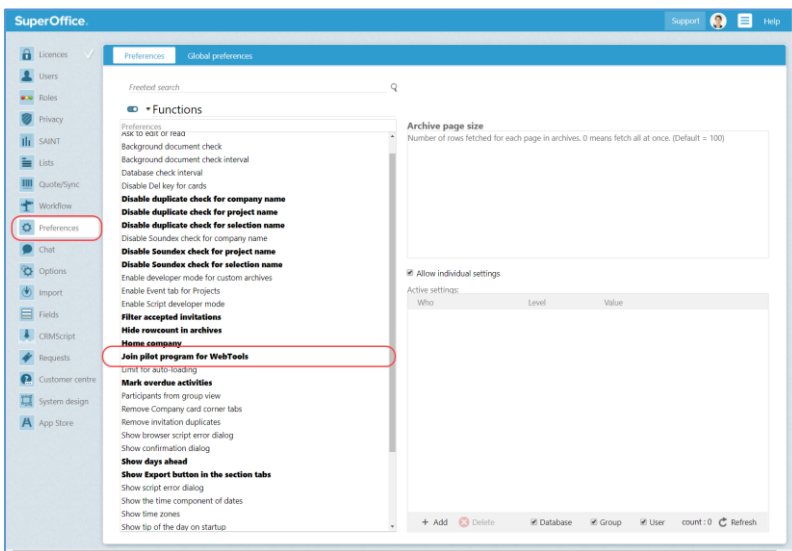 SuperOffice.
Support
Help
Licences
Users
Roles
Privacy
SAINT
Lists
Quote/Sync
Workflow
Preferences
Chat
Options
Import
Fields
CRMScript
Requests
Customer centre
System design
App Store
Preferences
Global preferences
Freetext search
Functions
Preferences
Ask to edit or read
Background document check
Background document check interval
Database check interval
Disable Del key for cards
Disable duplicate check for company name
Disable duplicate check for project name
Disable duplicate check for selection name
Disable Soundex check for company name
Disable Soundex check for project name
Disable Soundex check for selection name
Enable developer mode for custom archives
Enable Event tab for Projects
Enable Script developer mode
Filter accepted invitations
Hide rowcount in archives
Home company
Join pilot program for WebTools
Limit for auto-loading
Mark overdue activities
Participants from group view
Remove Company card corner tabs
Remove invitation duplicates
Show browser script error dialog
Show confirmation dialog
Show days ahead
Show Export button in the section tabs
Show script error dialog
Show the time component of dates
Show time zones
Show tip of the day on startup
Archive page size
Number of rows fetched for each page in archives. 0 means fetch all at once. (Default = 100)
Allow individual settings
Active settings:
Who Level Value
+ Add Delete Database Group User count : 0 Refresh